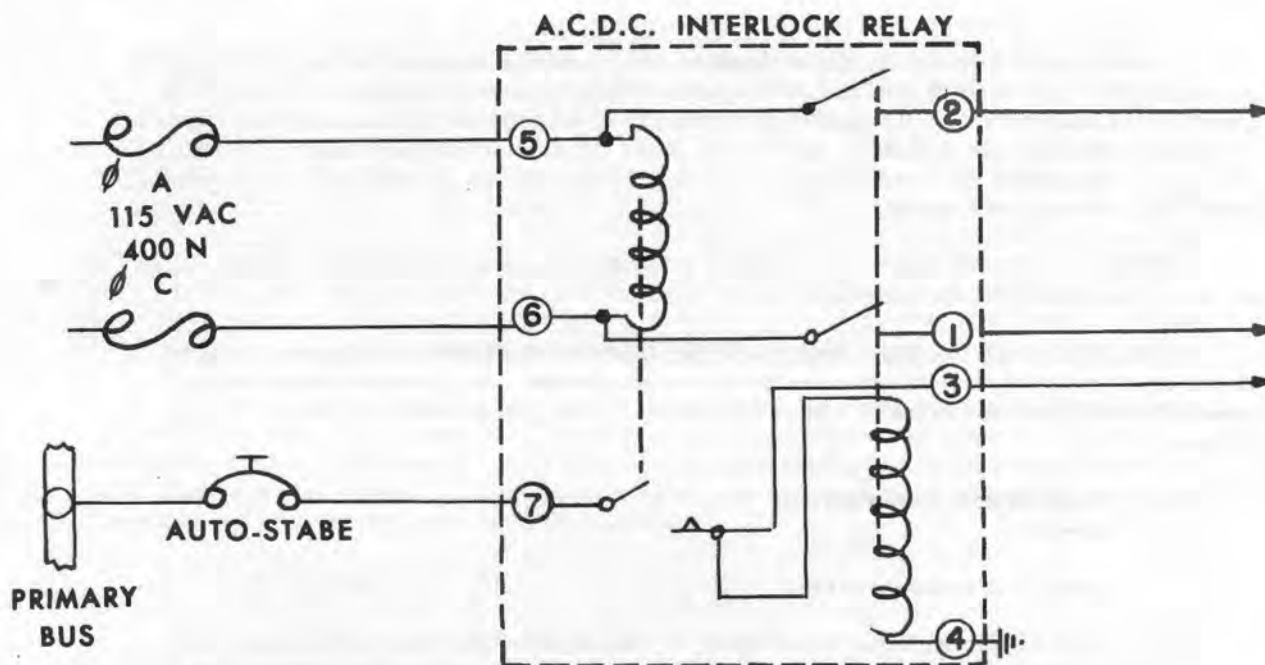 A.C.D.C. INTERLOCK RELAY
2
5
ϕ
A
115 VAC
400 N
ϕ
C
6
1
3
7
AUTO-STABE
PRIMARY
BUS
4